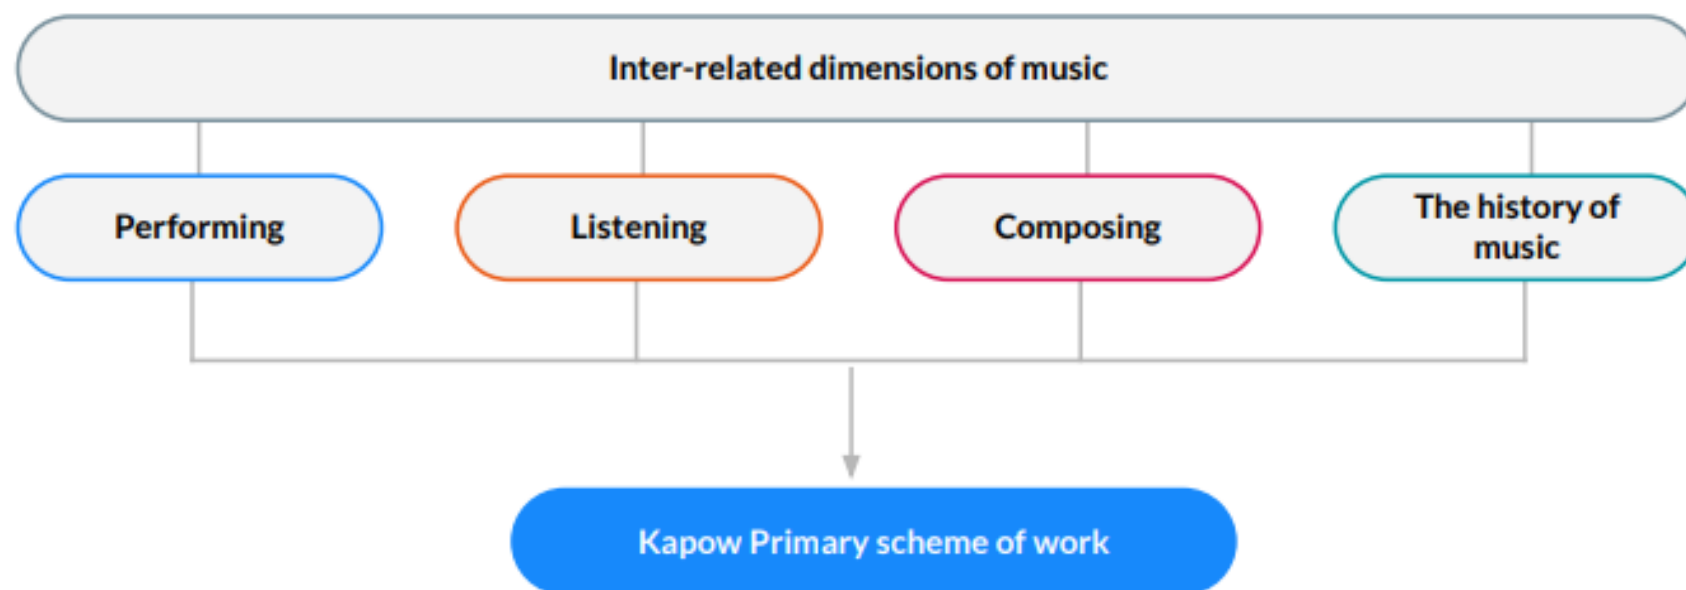 Inter-related dimensions of music
Performing
Listening
Composing
The history of
music
Kapow Primary scheme of work